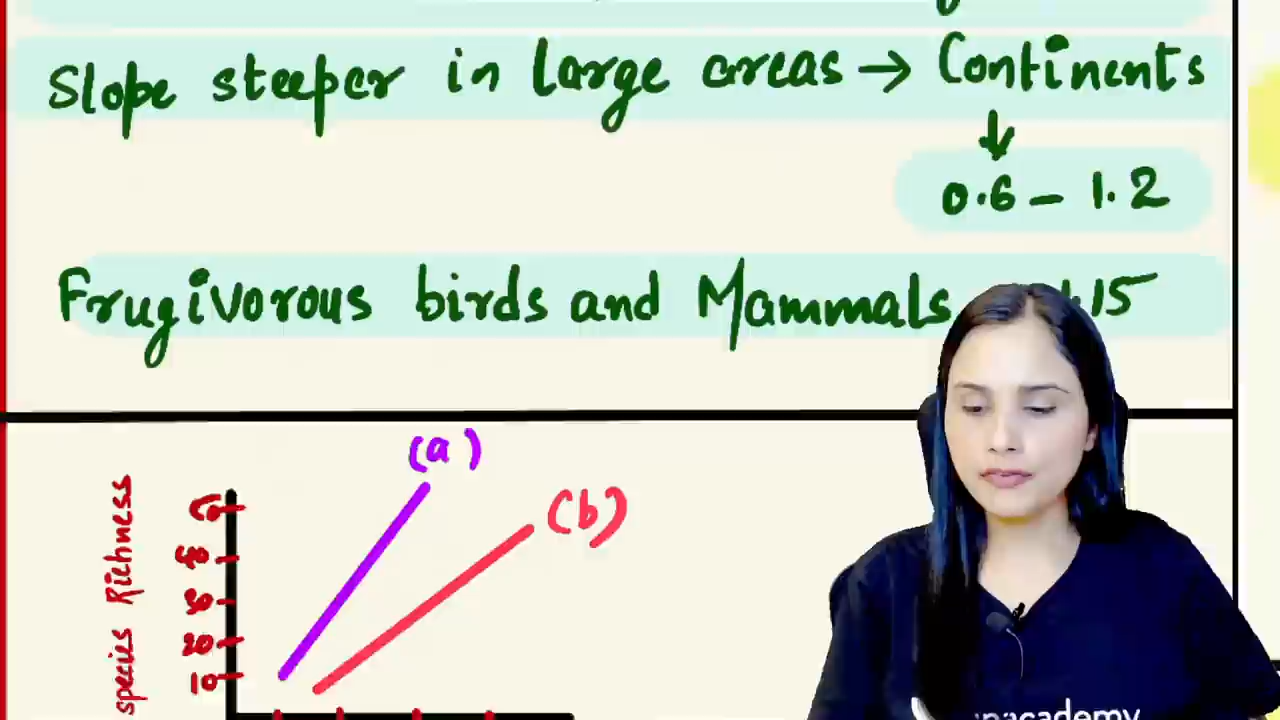 Slope steeper in large areas → Continents
↓
0.6 - 1.2
Frugivorous birds and Mammals
(a)
(b)
species Richness
40
30
20
10